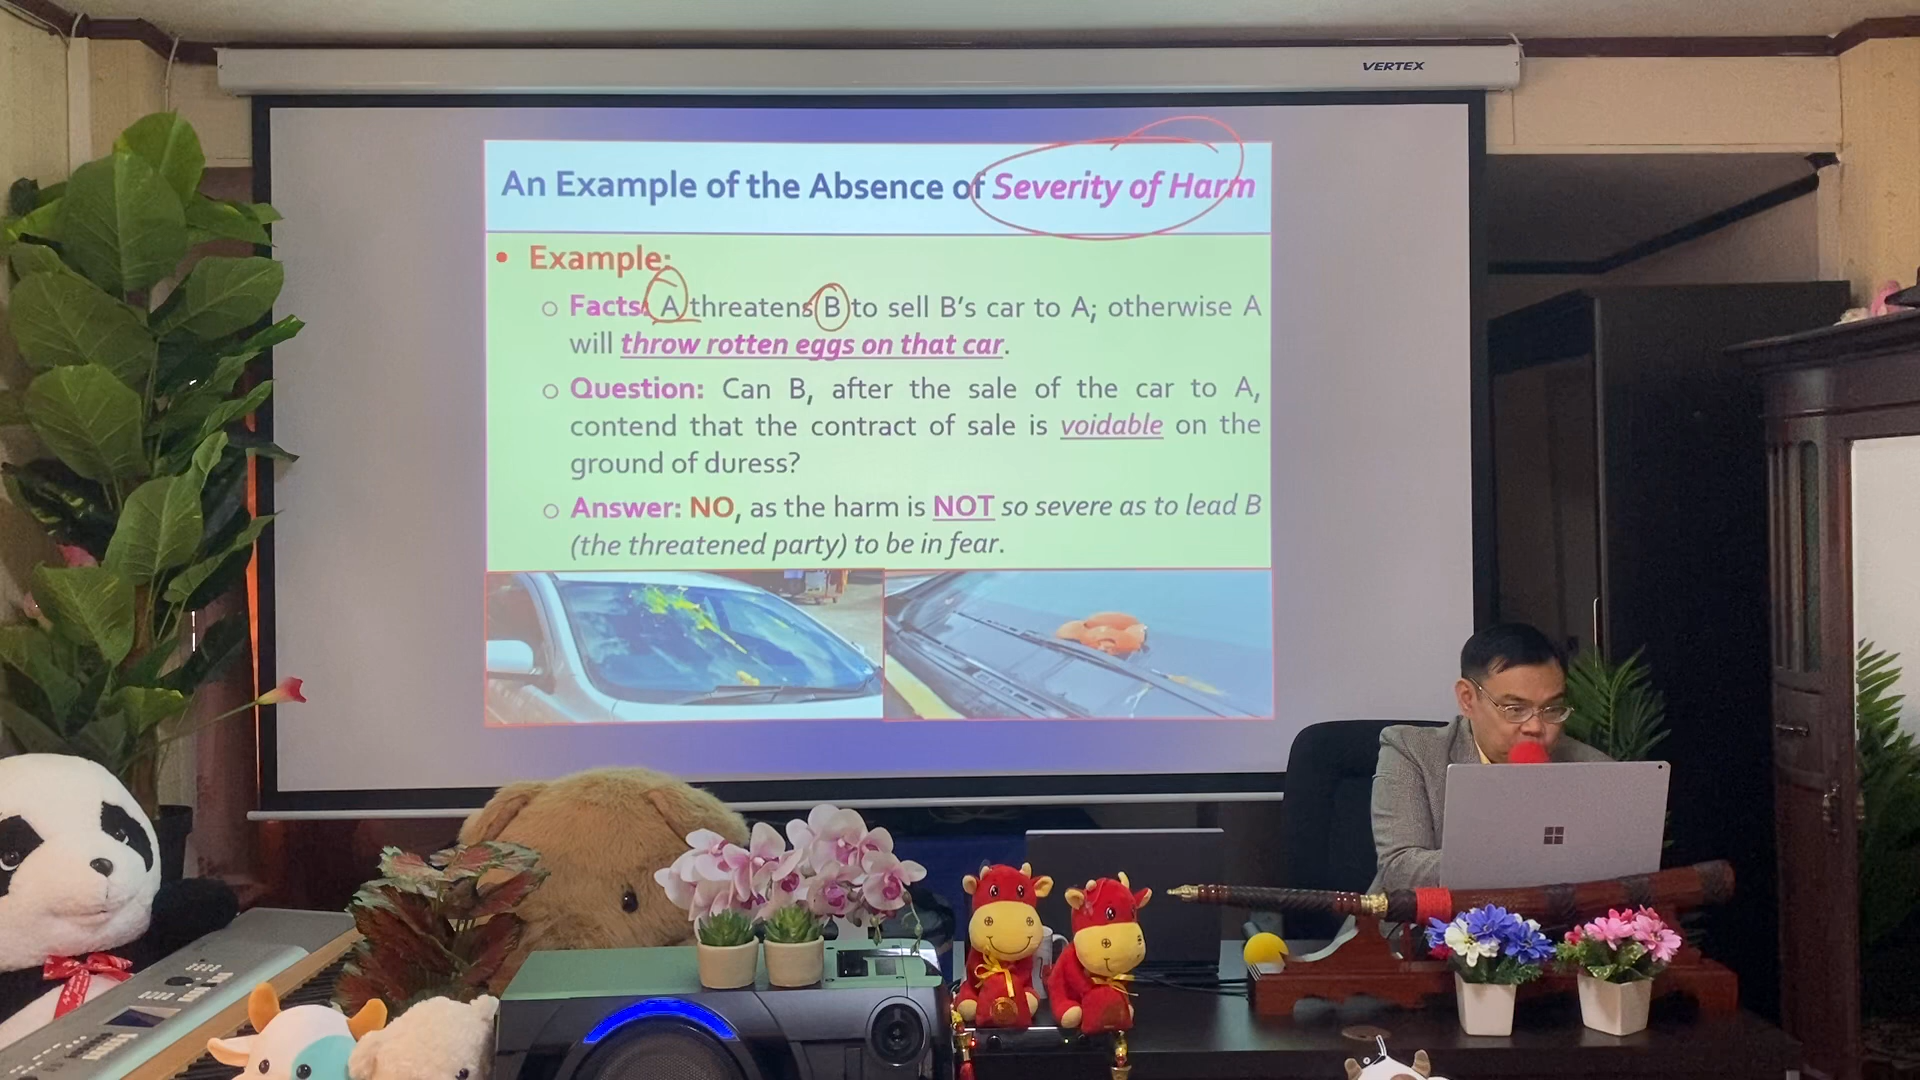 VERTEX
An Example of the Absence of Severity of Harm
• Example:
o Facts: A threatens B to sell B's car to A; otherwise A
will throw rotten eggs on that car.
o Question: Can B, after the sale of the car to A,
contend that the contract of sale is voidable on the
ground of duress?
o Answer: NO, as the harm is NOT so severe as to lead B
(the threatened party) to be in fear.